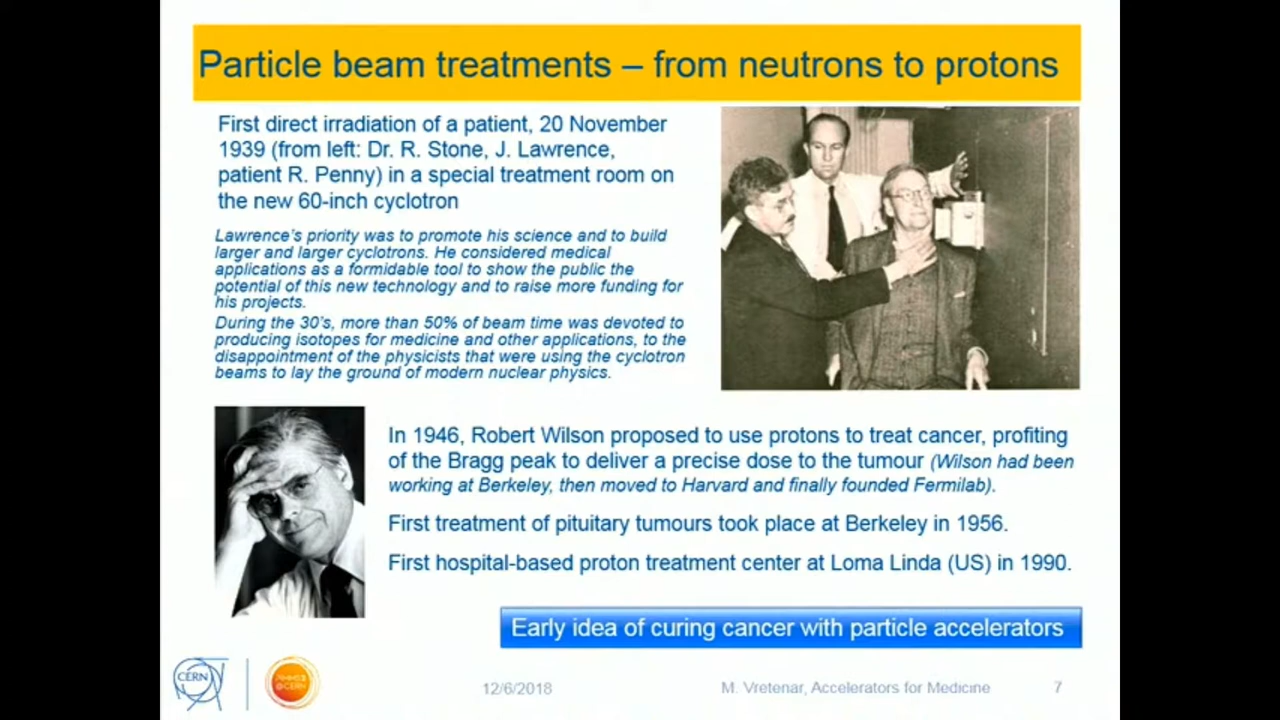 Particle beam treatments – from neutrons to protons
First direct irradiation of a patient, 20 November
1939 (from left: Dr. R. Stone, J. Lawrence,
patient R. Penny) in a special treatment room on
the new 60-inch cyclotron
Lawrence's priority was to promote his science and to build
larger and larger cyclotrons. He considered medical
applications as a formidable tool to show the public the
potential of this new technology and to raise more funding for
his projects.
During the 30's, more than 50% of beam time was devoted to
producing isotopes for medicine and other applications, to the
disappointment of the physicists that were using the cyclotron
beams to lay the ground of modern nuclear physics.
In 1946, Robert Wilson proposed to use protons to treat cancer, profiting
of the Bragg peak to deliver a precise dose to the tumour (Wilson had been
working at Berkeley, then moved to Harvard and finally founded Fermilab).
First treatment of pituitary tumours took place at Berkeley in 1956.
First hospital-based proton treatment center at Loma Linda (US) in 1990.
Early idea of curing cancer with particle accelerators
CERN
@CERN
12/6/2018
M. Vretenar, Accelerators for Medicine
7